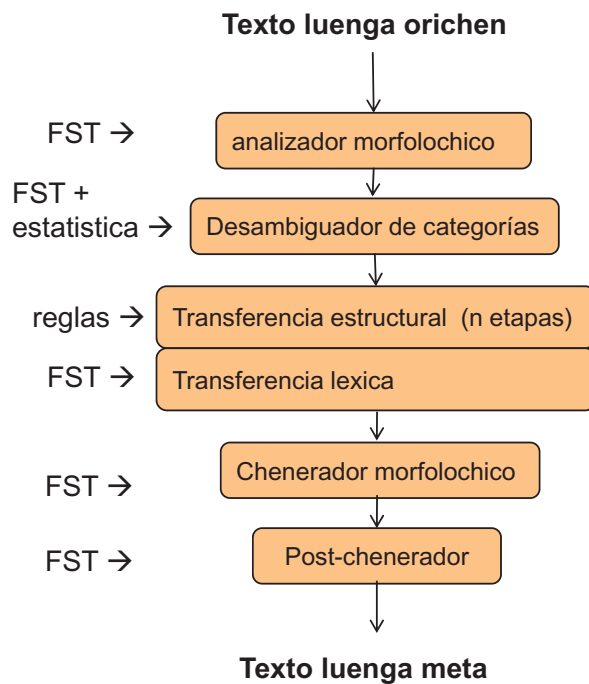 Texto luenga orichen
FST →
analizador morfolochico
FST +
estatistica →
Desambiguador de categorías
reglas →
Transferencia estructural (n etapas)
FST →
Transferencia lexica
FST →
Chenerador morfolochico
FST →
Post-chenerador
Texto luenga meta